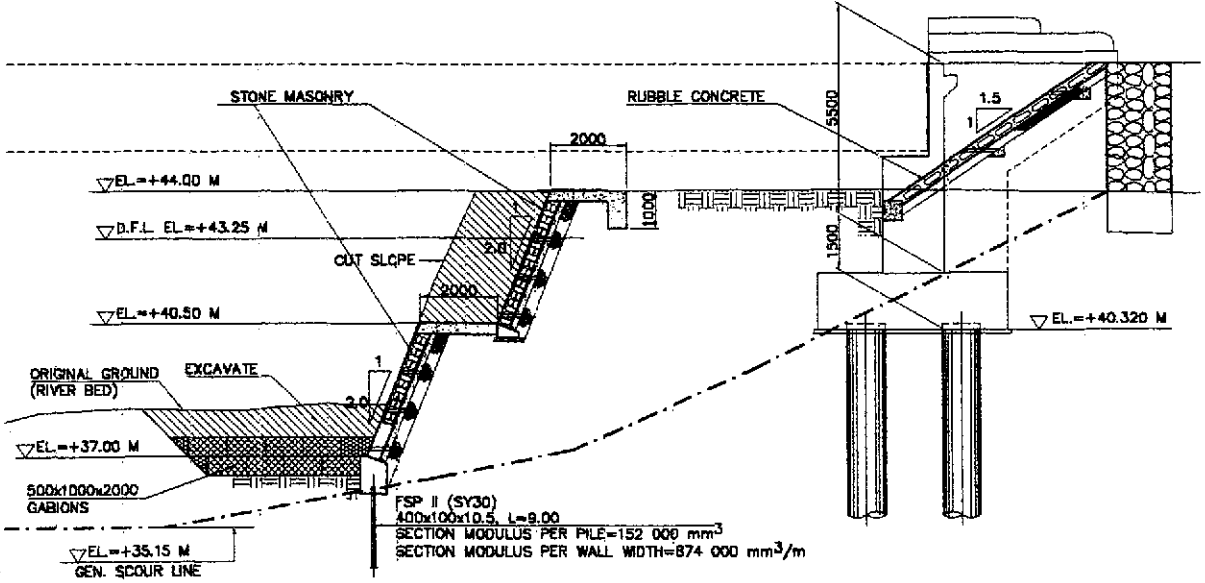 STONE MASONRY
RUBBLE CONCRETE
1.5
1
5500
2000
EL.=+44.00 M
1000
1
D.F.L. EL=+43.25 M
2.0
1500
CUT SLOPE
2000
EL.=+40.50 M
EL.=+40.320 M
1
ORIGINAL GROUND
(RIVER BED)
EXCAVATE
2.0
EL.=+37.00 M
500x1000x2000
GABIONS
FSP II (SY30)
400x100x10.5, L=9.00
SECTION MODULUS PER PILE=152 000 mm³
SECTION MODULUS PER WALL WIDTH=874 000 mm³/m
EL.=+35.15 M
GEN. SCOUR LINE